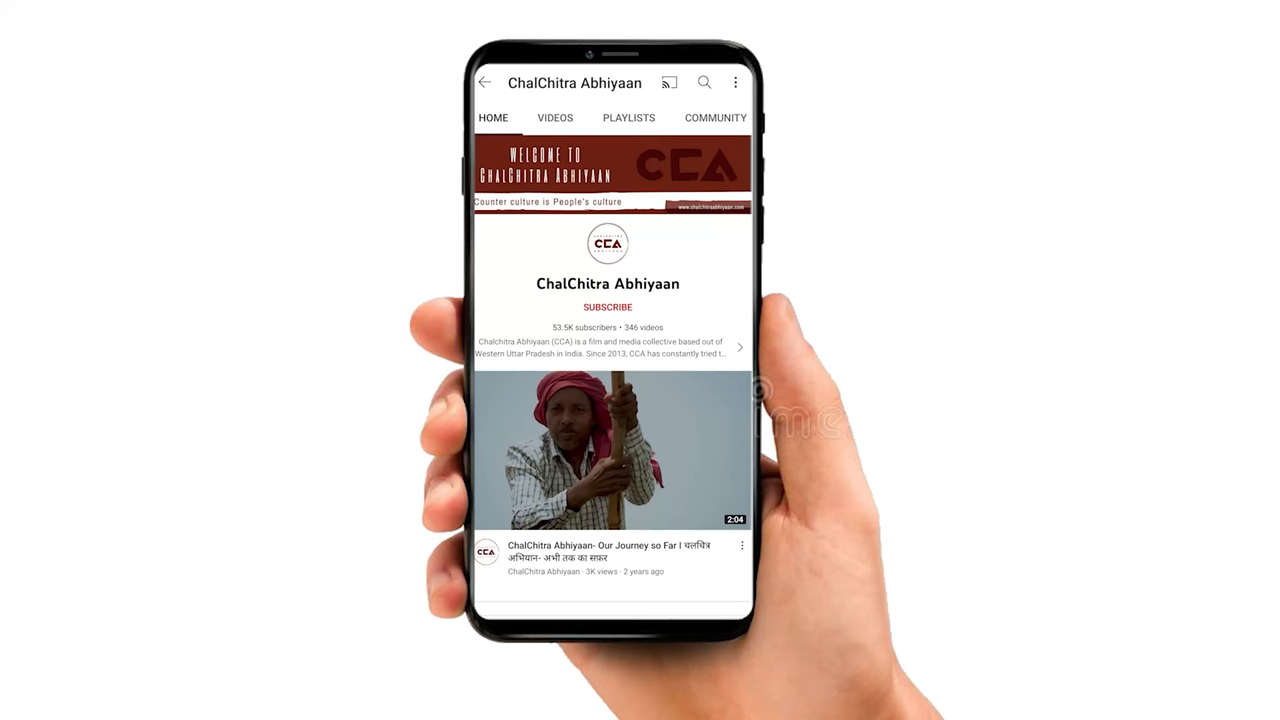 ChalChitra Abhiyaan
HOME VIDEOS PLAYLISTS COMMUNITY
WELCOME TO
CHALCHITRA ABHIYAAN
CCA
Counter culture is People's culture
www.chalchitraabhiyaan.com
CCA
ChalChitra Abhiyaan
SUBSCRIBE
53.5K subscribers • 346 videos
Chalchitra Abhiyaan (CCA) is a film and media collective based out of
Western Uttar Pradesh in India. Since 2013, CCA has constantly tried t...
2:04
CCA
ChalChitra Abhiyaan- Our Journey so Far l चलचित्र
अभियान- अभी तक का सफ़र
ChalChitra Abhiyaan · 3K views · 2 years ago